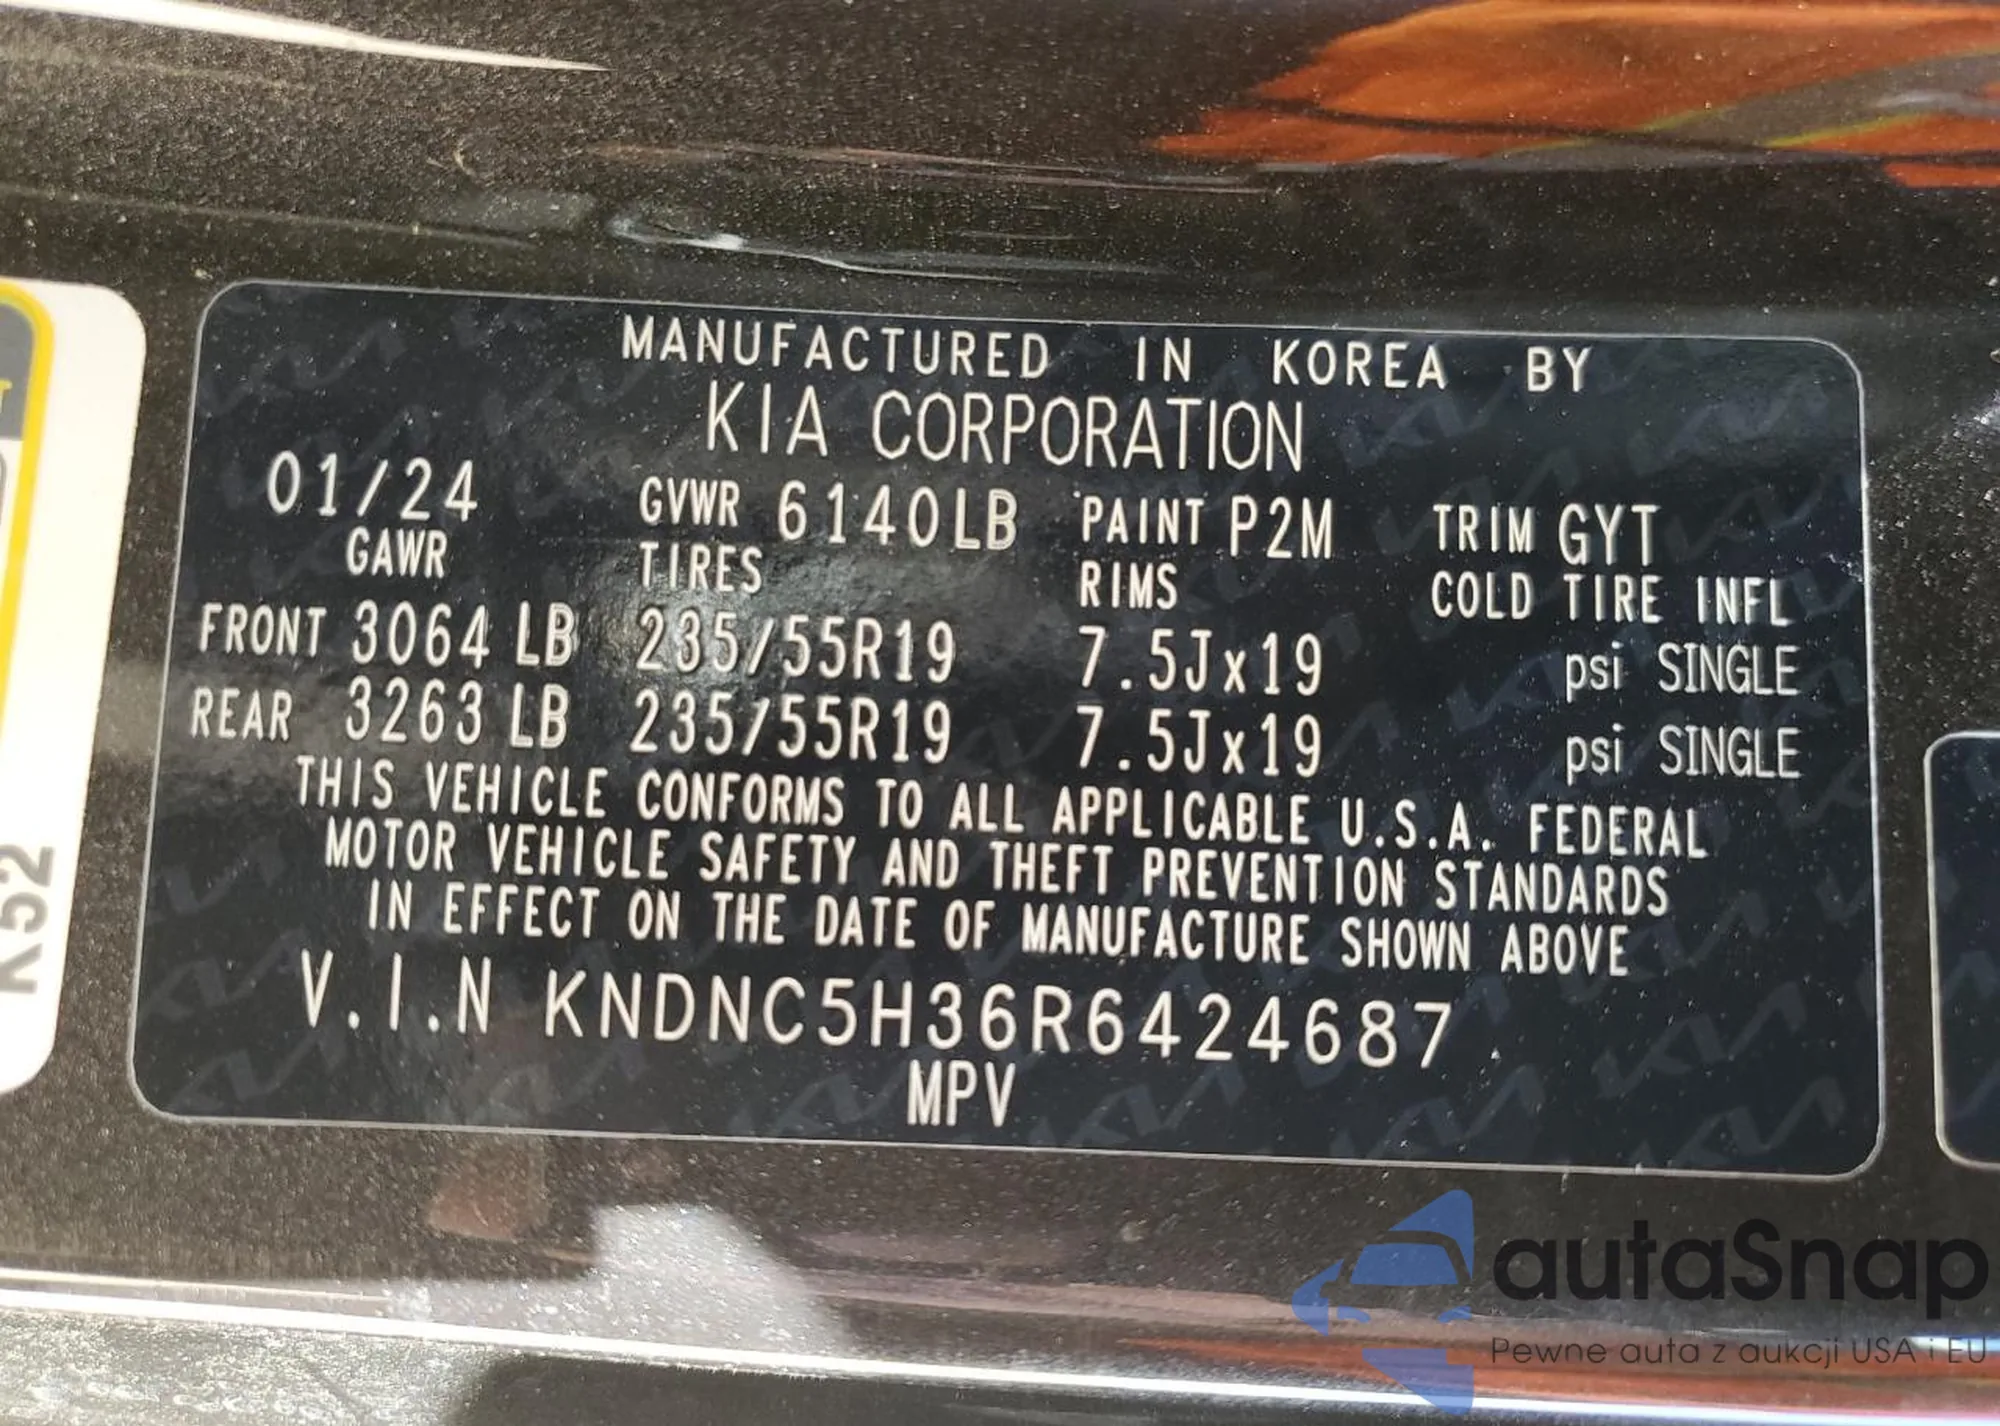 MANUFACTURED IN KOREA BY
KIA CORPORATION
01/24 GVWR 6140LB PAINT P2M TRIM GYT
GAWR TIRES RIMS COLD TIRE INFL
FRONT 3064 LB 235/55R19 7.5Jx19 psi SINGLE
REAR 3263 LB 235/55R19 7.5Jx19 psi SINGLE
THIS VEHICLE CONFORMS TO ALL APPLICABLE U.S.A. FEDERAL
MOTOR VEHICLE SAFETY AND THEFT PREVENTION STANDARDS
IN EFFECT ON THE DATE OF MANUFACTURE SHOWN ABOVE
V.I.N KNDNC5H36R6424687
MPV
K52
autaSnap
Pewne auta z aukcji USA i EU